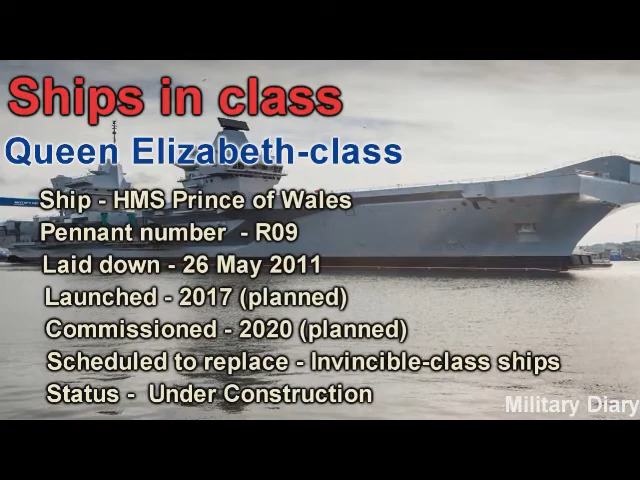 Ships in class
Queen Elizabeth-class
Ship - HMS Prince of Wales
Pennant number - R09
Laid down - 26 May 2011
Launched - 2017 (planned)
Commissioned - 2020 (planned)
Scheduled to replace - Invincible-class ships
Status - Under Construction
Military Diary